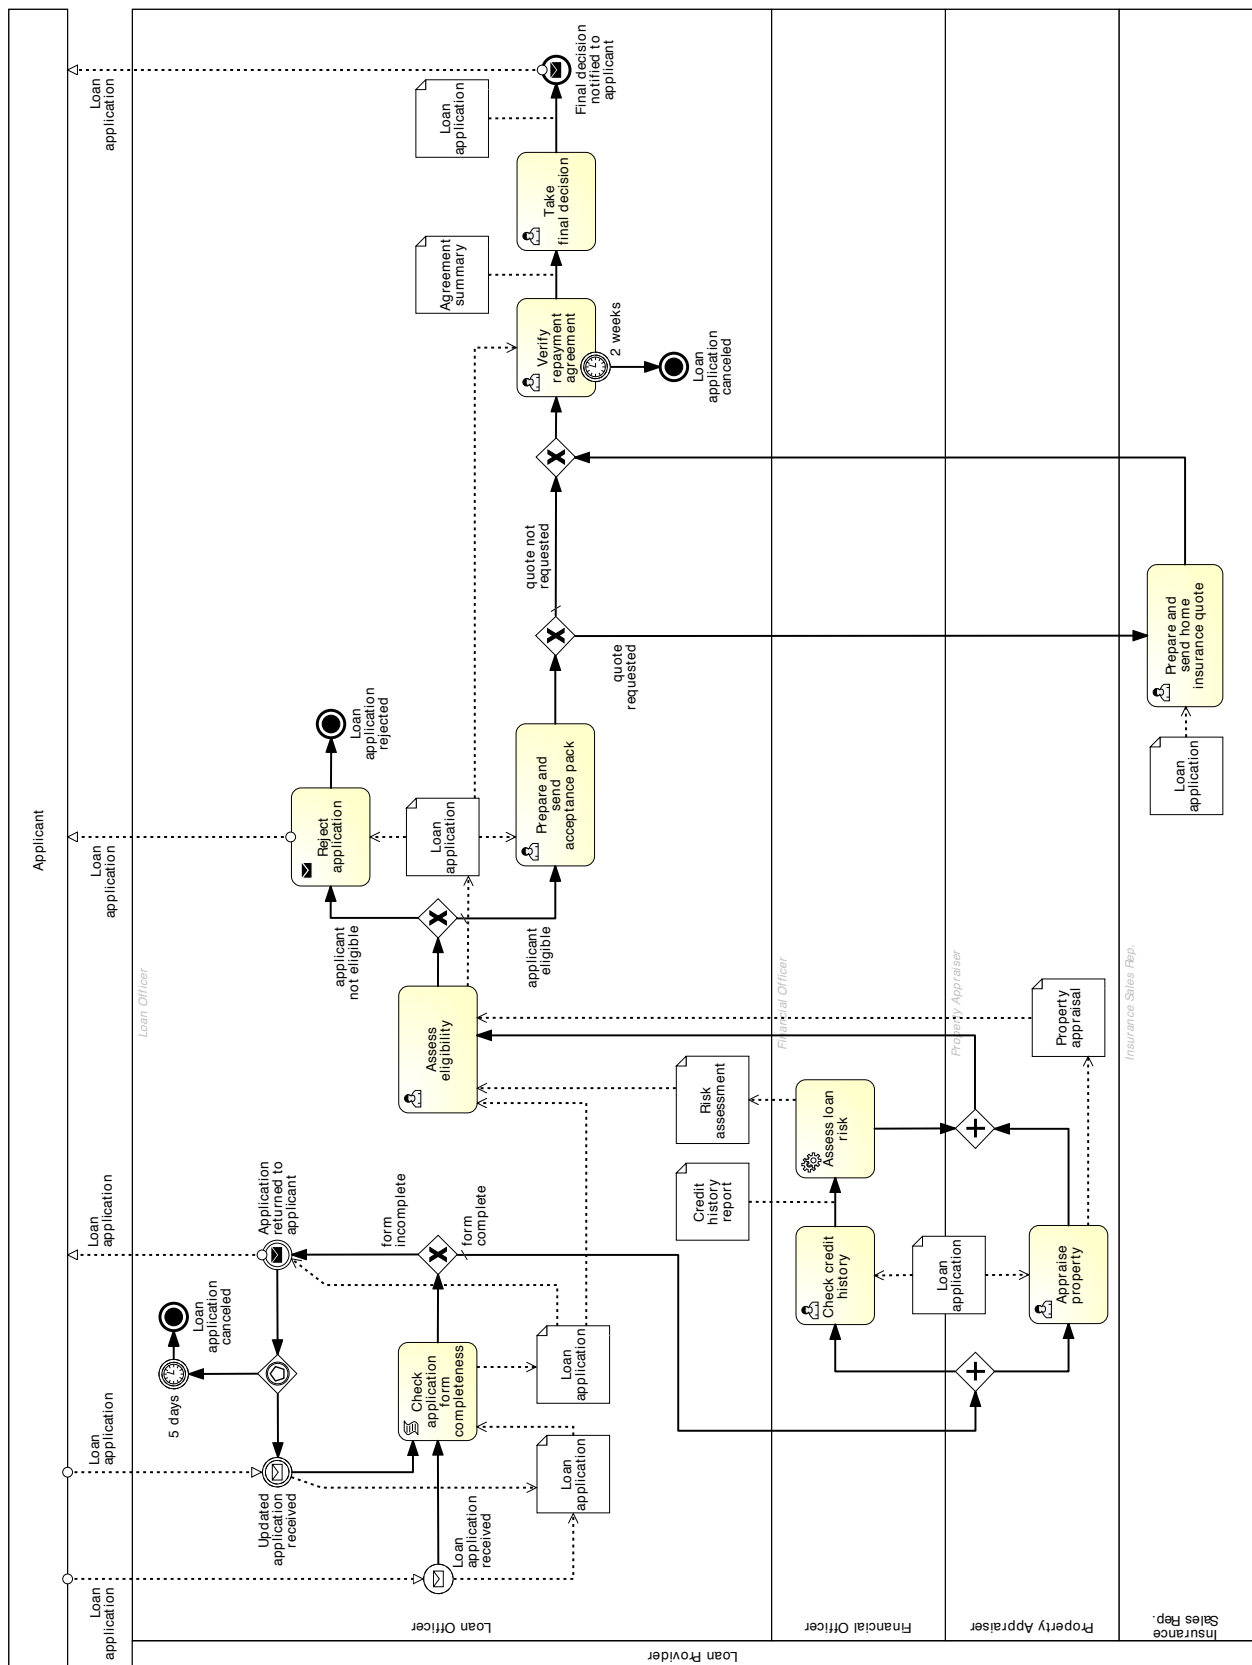 Applicant
Loan Provider
Loan Officer
Financial Officer
Property Appraiser
Insurance
Sales Rep.
Loan Officer
Financial Officer
Property Appraiser
Insurance Sales Rep.
Loan
application
Loan
application
received
Loan
application
Updated
application
received
Loan
application
5 days
Loan
application
canceled
Check
application
form
completeness
Loan
application
Loan
application
Application
returned to
applicant
form
incomplete
form
complete
Loan
application
Check credit
history
Credit
history
report
Assess loan
risk
Risk
assessment
Appraise
property
Property
appraisal
Assess
eligibility
applicant
not eligible
applicant
eligible
Loan
application
Reject
application
Loan
application
rejected
Loan
application
Prepare and
send
acceptance pack
quote
requested
quote not
requested
Loan
application
Prepare and
send home
insurance quote
Verify
repayment
agreement
2 weeks
Loan
application
canceled
Agreement
summary
Take
final decision
Loan
application
Final decision
notified to
applicant
Loan
application